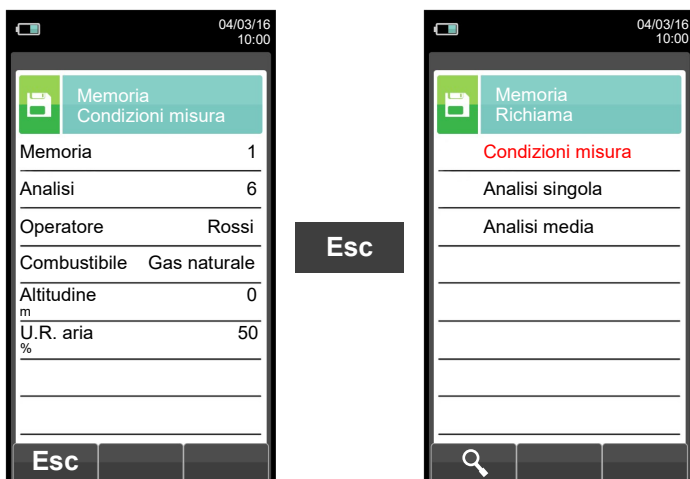 04/03/16
10:00
Memoria
Condizioni misura
Memoria 1
Analisi 6
Operatore Rossi
Combustibile Gas naturale
Altitudine 0
m
U.R. aria 50
%
Esc
Esc
04/03/16
10:00
Memoria
Richiama
Condizioni misura
Analisi singola
Analisi media